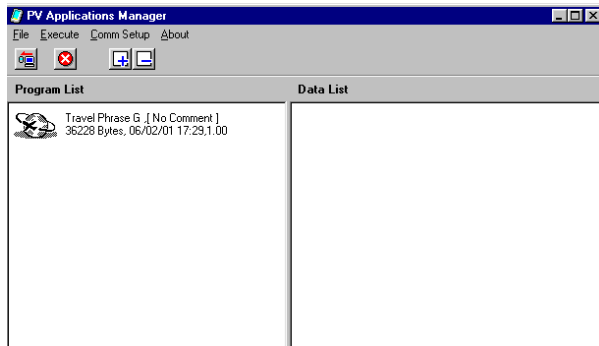 PV Applications Manager
File Execute Comm Setup About
Program List Data List
Travel Phrase G ,[ No Comment ]
36228 Bytes, 06/02/01 17:29,1.00